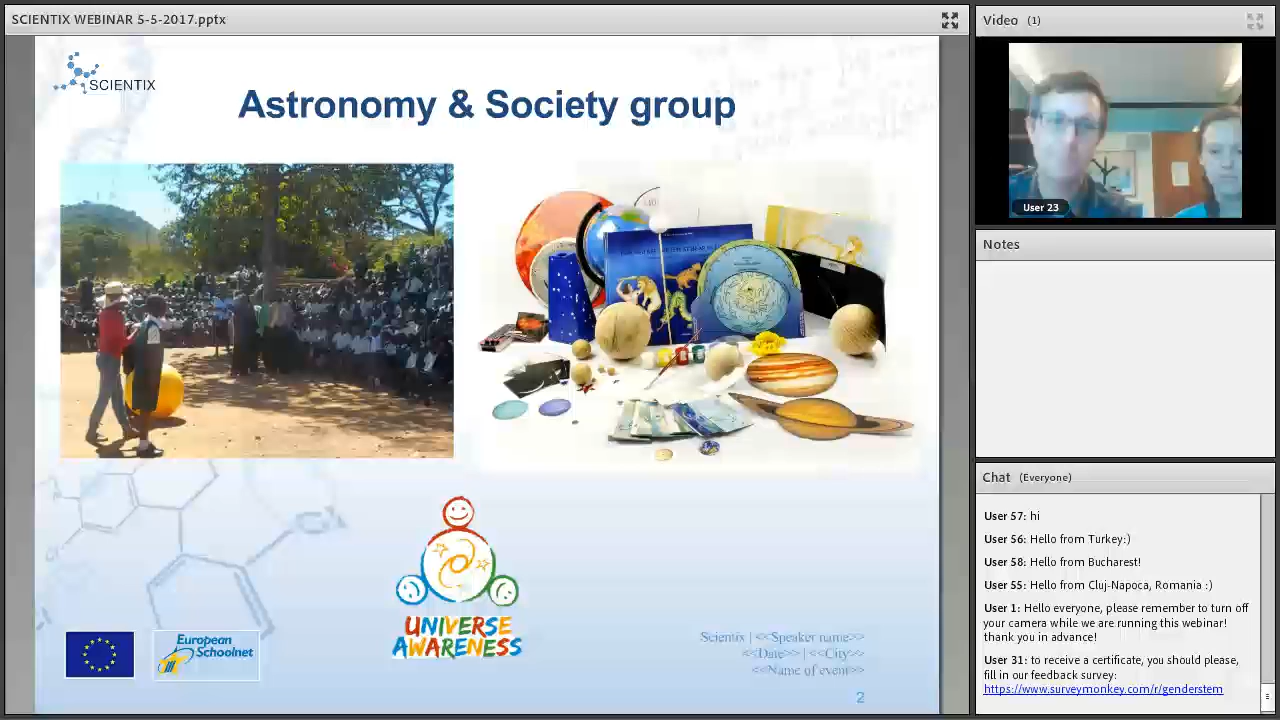 SCIENTIX WEBINAR 5-5-2017.pptx
SCIENTIX
Astronomy & Society group
UNIVERSE
AWARENESS
European
Schoolnet
Scientix | <<Speaker name>>
<<Date>> | <<City>>
<<Name of event>>
2
Video (1)
User 23
Notes
Chat (Everyone)
User 57: hi
User 56: Hello from Turkey:)
User 58: Hello from Bucharest!
User 55: Hello from Cluj-Napoca, Romania :)
User 1: Hello everyone, please remember to turn off
your camera while we are running this webinar!
thank you in advance!
User 31: to receive a certificate, you should please
fill in our feedback survey:
https://www.surveymonkey.com/r/genderstem